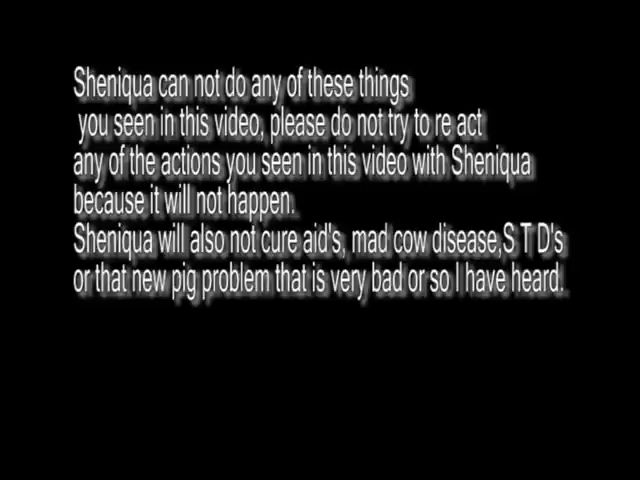 Sheniqua can not do any of these things
you seen in this video, please do not try to re act
any of the actions you seen in this video with Sheniqua
because it will not happen.
Sheniqua will also not cure aid's, mad cow disease,S T D's
or that new pig problem that is very bad or so I have heard.